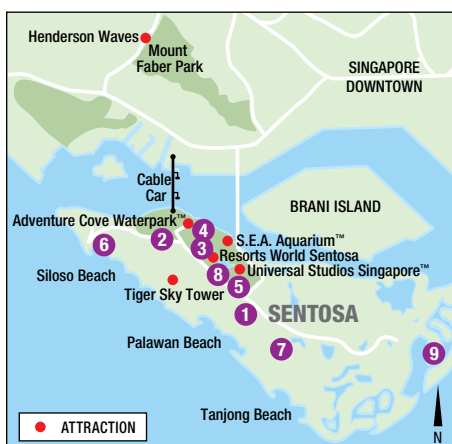 Henderson Waves
Mount
Faber Park
SINGAPORE
DOWNTOWN
Cable
Car
BRANI ISLAND
Adventure Cove Waterpark™
4
S.E.A. Aquarium™
6
2
3
Resorts World Sentosa
Siloso Beach
8
Universal Studios Singapore™
Tiger Sky Tower
5
SENTOSA
1
Palawan Beach
7
9
Tanjong Beach
ATTRACTION
N